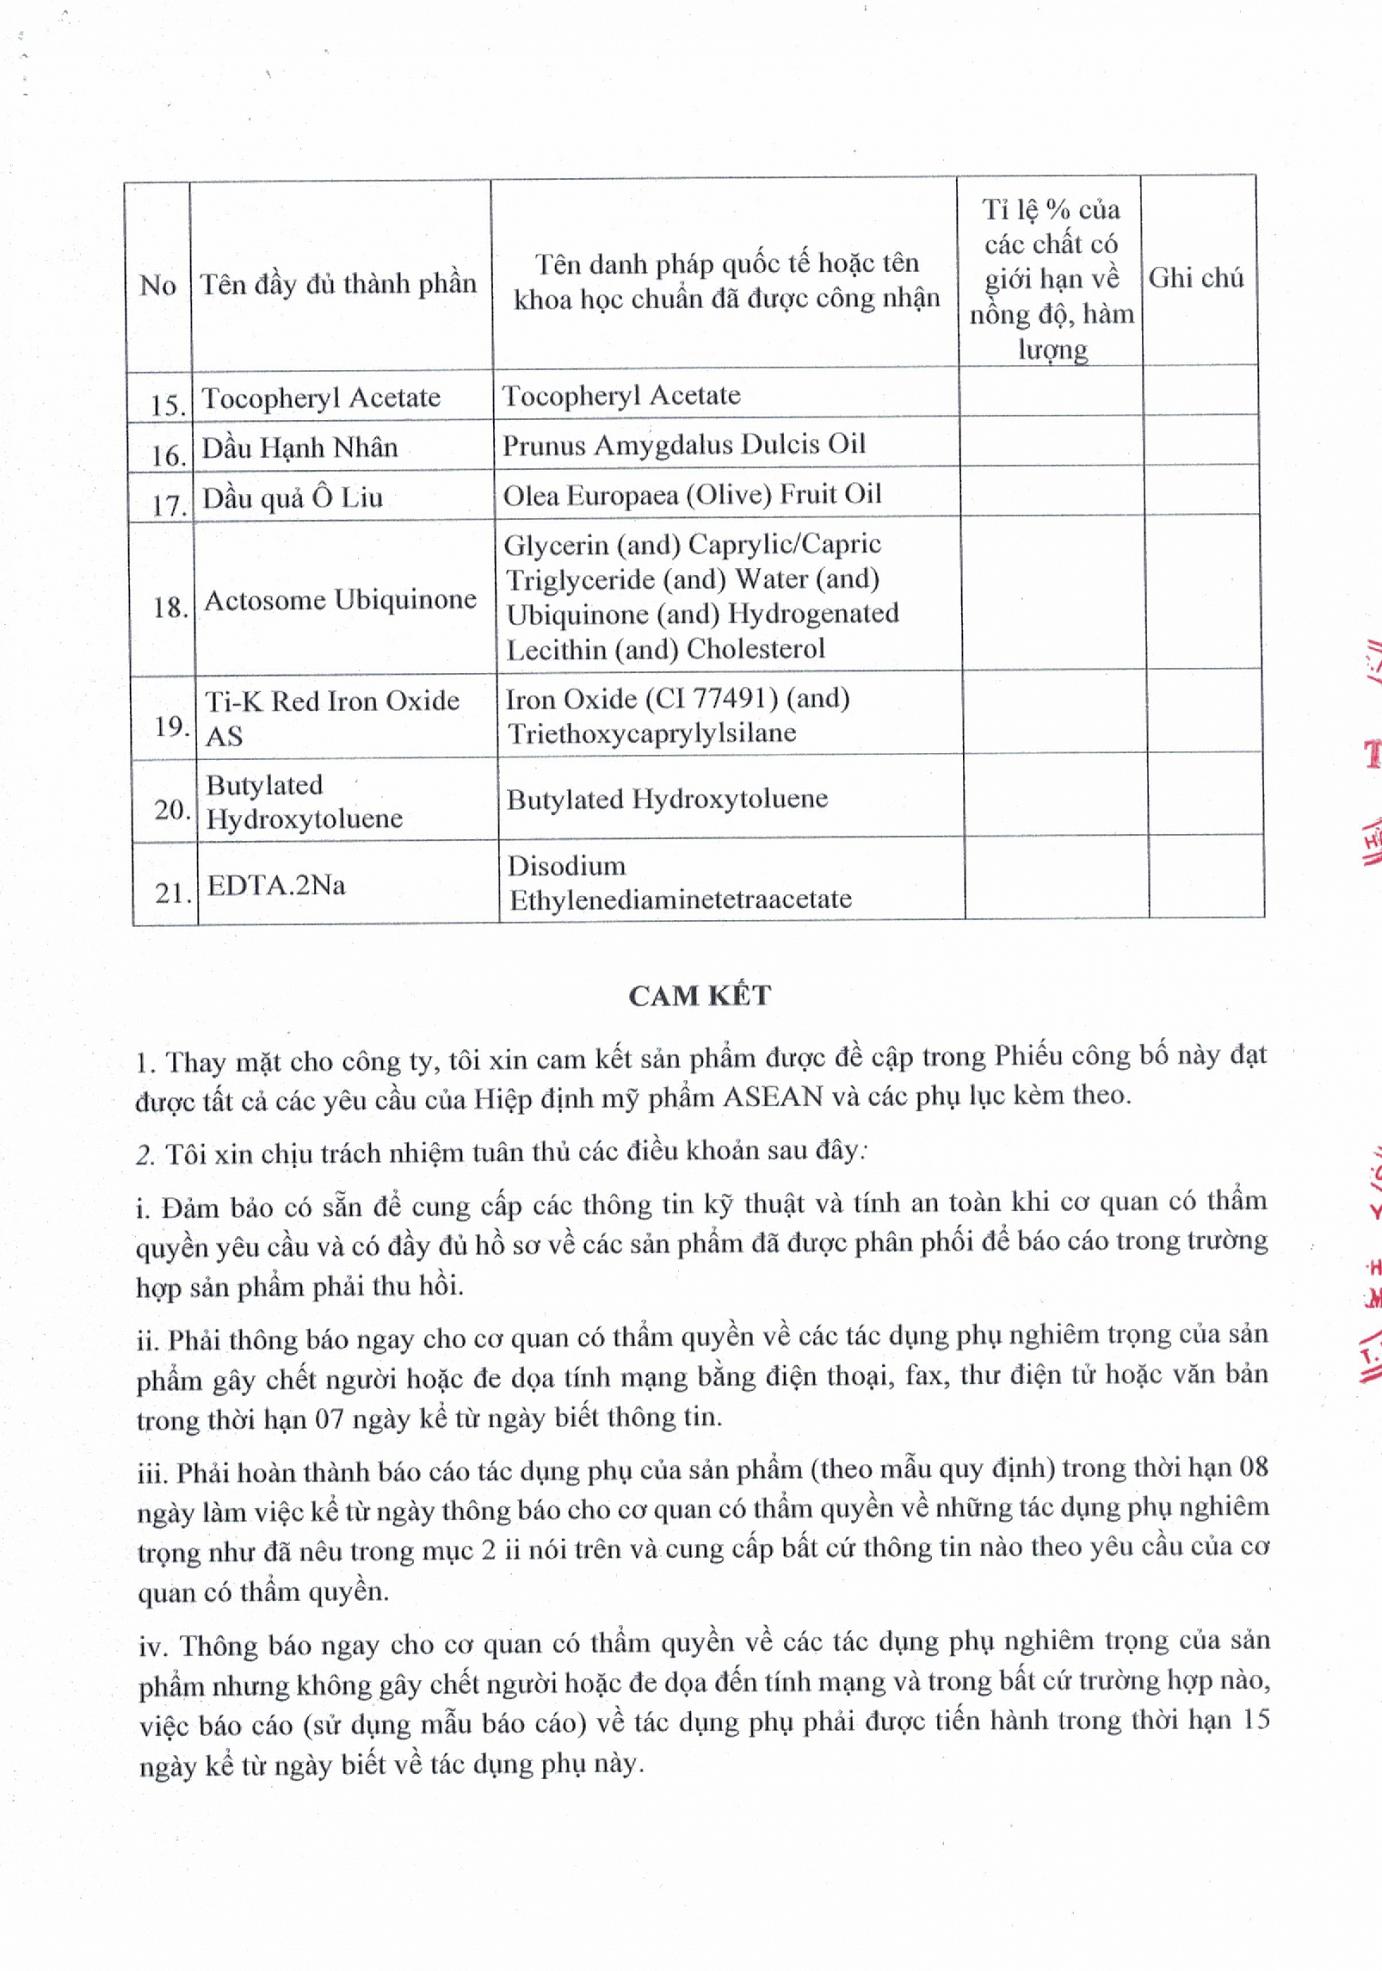 No
Tên đầy đủ thành phần
Tên danh pháp quốc tế hoặc tên
khoa học chuẩn đã được công nhận
Tỉ lệ % của
các chất có
giới hạn về
nồng độ, hàm
lượng
Ghi chú
15.
Tocopheryl Acetate
Tocopheryl Acetate
16.
Dầu Hạnh Nhân
Prunus Amygdalus Dulcis Oil
17.
Dầu quả Ô Liu
Olea Europaea (Olive) Fruit Oil
18.
Actosome Ubiquinone
Glycerin (and) Caprylic/Capric
Triglyceride (and) Water (and)
Ubiquinone (and) Hydrogenated
Lecithin (and) Cholesterol
19.
Ti-K Red Iron Oxide
AS
Iron Oxide (CI 77491) (and)
Triethoxycaprylylsilane
20.
Butylated
Hydroxytoluene
Butylated Hydroxytoluene
21.
EDTA.2Na
Disodium
Ethylenediaminetetraacetate
CAM KẾT
1. Thay mặt cho công ty, tôi xin cam kết sản phẩm được đề cập trong Phiếu công bố này đạt
được tất cả các yêu cầu của Hiệp định mỹ phẩm ASEAN và các phụ lục kèm theo.
2. Tôi xin chịu trách nhiệm tuân thủ các điều khoản sau đây:
i. Đảm bảo có sẵn để cung cấp các thông tin kỹ thuật và tính an toàn khi cơ quan có thẩm
quyền yêu cầu và có đầy đủ hồ sơ về các sản phẩm đã được phân phối để báo cáo trong trường
hợp sản phẩm phải thu hồi.
ii. Phải thông báo ngay cho cơ quan có thẩm quyền về các tác dụng phụ nghiêm trọng của sản
phẩm gây chết người hoặc đe dọa tính mạng bằng điện thoại, fax, thư điện tử hoặc văn bản
trong thời hạn 07 ngày kể từ ngày biết thông tin.
iii. Phải hoàn thành báo cáo tác dụng phụ của sản phẩm (theo mẫu quy định) trong thời hạn 08
ngày làm việc kể từ ngày thông báo cho cơ quan có thẩm quyền về những tác dụng phụ nghiêm
trọng như đã nêu trong mục 2 ii nói trên và cung cấp bất cứ thông tin nào theo yêu cầu của cơ
quan có thẩm quyền.
iv. Thông báo ngay cho cơ quan có thẩm quyền về các tác dụng phụ nghiêm trọng của sản
phẩm nhưng không gây chết người hoặc đe dọa đến tính mạng và trong bất cứ trường hợp nào,
việc báo cáo (sử dụng mẫu báo cáo) về tác dụng phụ phải được tiến hành trong thời hạn 15
ngày kể từ ngày biết về tác dụng phụ này.